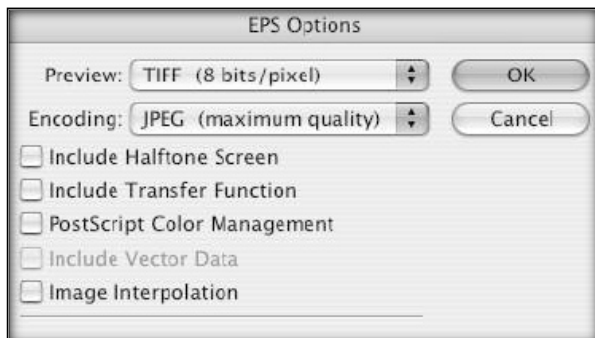 EPS Options
Preview: TIFF (8 bits/pixel) OK
Encoding: JPEG (maximum quality) Cancel
Include Halftone Screen
Include Transfer Function
PostScript Color Management
Include Vector Data
Image Interpolation